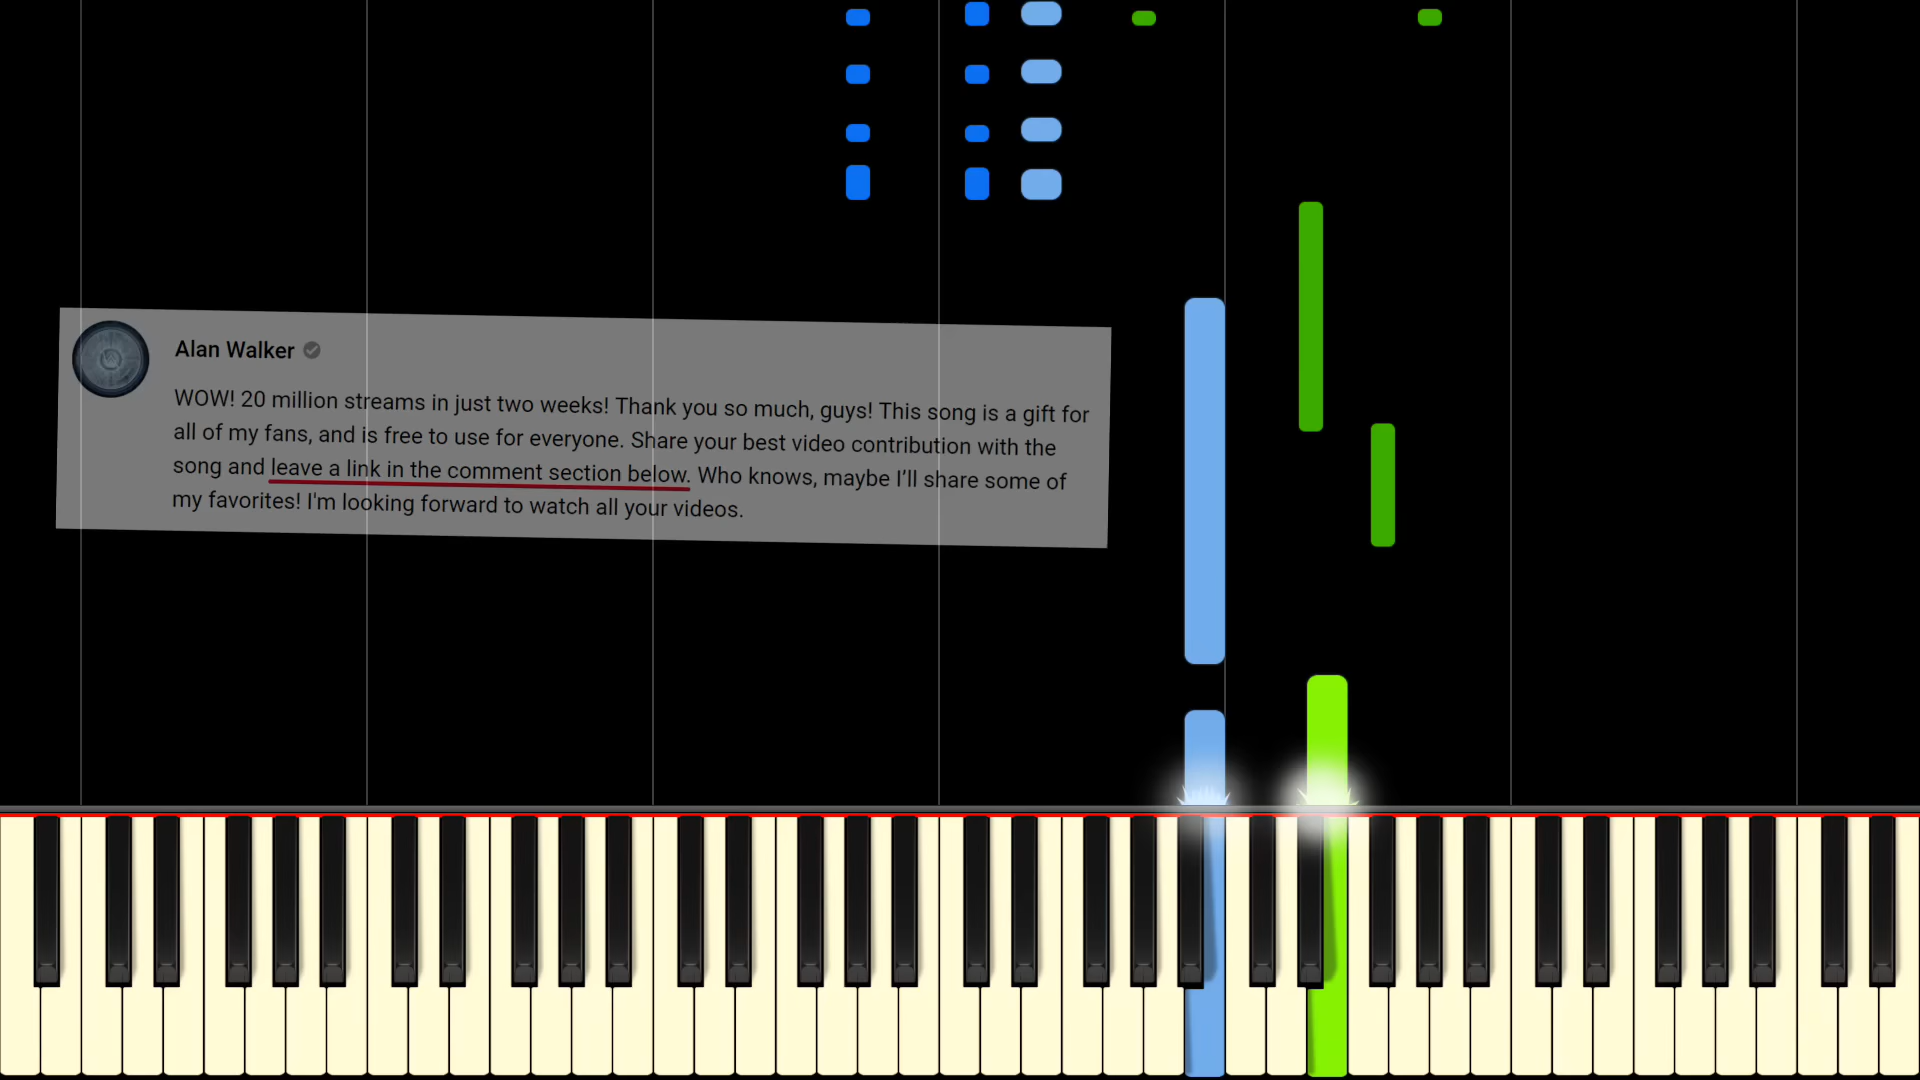 Alan Walker
WOW! 20 million streams in just two weeks! Thank you so much, guys! This song is a gift for
all of my fans, and is free to use for everyone. Share your best video contribution with the
song and leave a link in the comment section below. Who knows, maybe I’ll share some of
my favorites! I'm looking forward to watch all your videos.